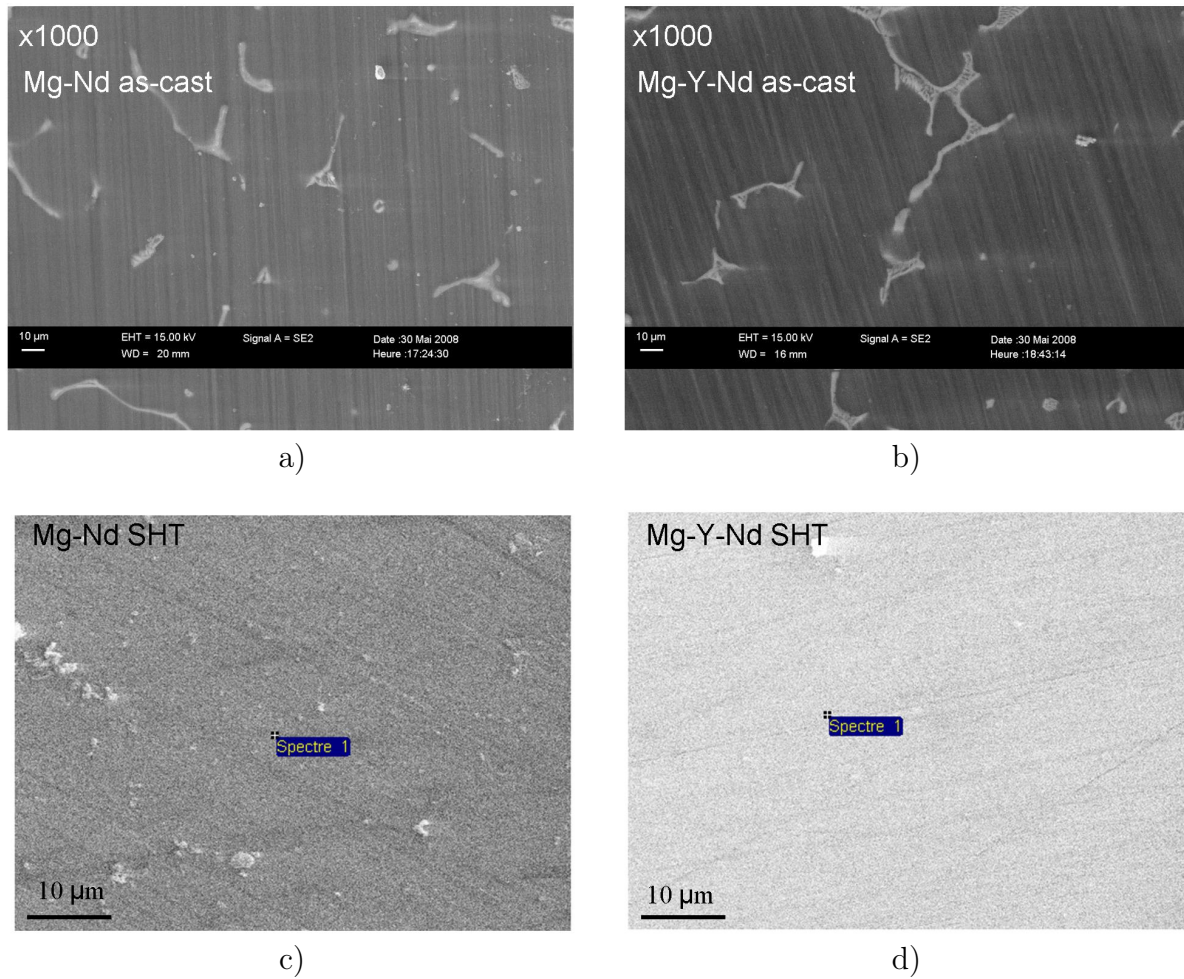 x1000
Mg-Nd as-cast
10 µm
EHT = 15.00 kV
Signal A = SE2
Date :30 Mai 2008
WD = 20 mm
Heure :17:24:30
a)
x1000
Mg-Y-Nd as-cast
10 µm
EHT = 15.00 kV
Signal A = SE2
Date :30 Mai 2008
WD = 16 mm
Heure :18:43:14
b)
Mg-Nd SHT
Spectre 1
10 µm
c)
Mg-Y-Nd SHT
Spectre 1
10 µm
d)